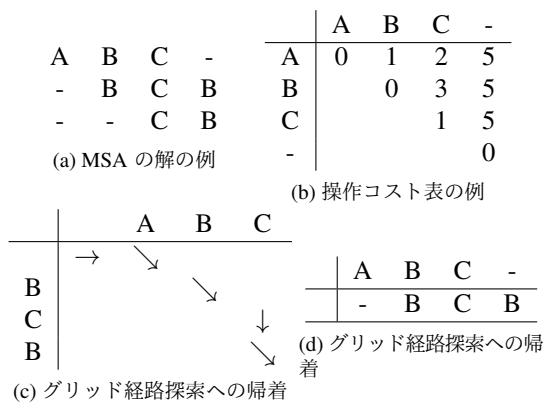 A B C -
- B C B
- - C B
(a) MSA の解の例
A B C -
A 0 1 2 5
B 0 3 5
C 1 5
- 0
(b) 操作コスト表の例
A B C
→ ↘
B ↘
C ↓
B ↘
(c) グリッド経路探索への帰着
A B C -
- B C B
(d) グリッド経路探索への帰
着